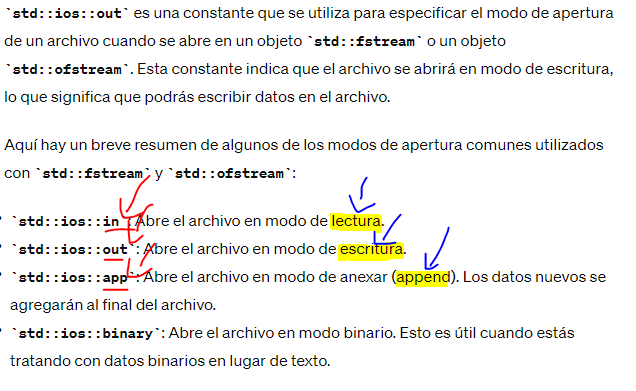 `std::ios::out` es una constante que se utiliza para especificar el modo de apertura
de un archivo cuando se abre en un objeto `std::fstream` o un objeto
`std::ofstream`. Esta constante indica que el archivo se abrirá en modo de escritura,
lo que significa que podrás escribir datos en el archivo.
Aquí hay un breve resumen de algunos de los modos de apertura comunes utilizados
con `std::fstream` y `std::ofstream`:
• `std::ios::in`: Abre el archivo en modo de lectura.
• `std::ios::out`: Abre el archivo en modo de escritura.
• `std::ios::app`: Abre el archivo en modo de anexar (append). Los datos nuevos se
agregarán al final del archivo.
• `std::ios::binary`: Abre el archivo en modo binario. Esto es útil cuando estás
tratando con datos binarios en lugar de texto.